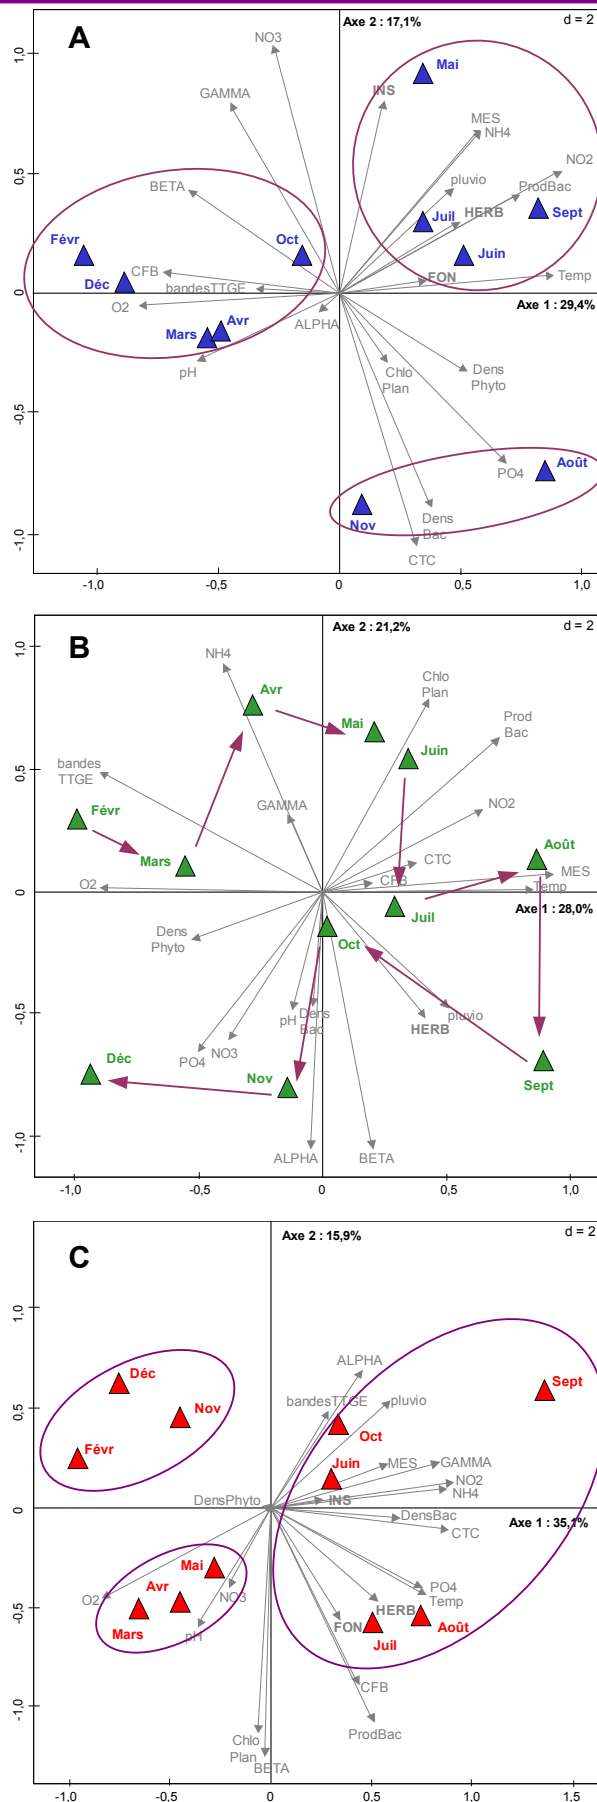 A
Axe 2 : 17,1%
d = 2
NO3
Mai
INS
GAMMA
MES
NH4
NO2
BETA
pluvio
ProdBac
Juil
HERB
Sept
Févr
Oct
Juin
CFB
Déc
bandesTTGE
FON
Temp
O2
Axe 1 : 29,4%
ALPHA
Mars
Avr
pH
Chlo
Plan
Dens
Phyto
Août
PO4
Nov
Dens
Bac
CTC
1,0
0,5
0
-0,5
-1,0
-1,0
-0,5
0
0,5
1,0
B
Axe 2 : 21,2%
d = 2
NH4
Chlo
Plan
Avr
Mai
Prod
Bac
Juin
bandes
TTGE
Févr
GAMMA
NO2
Mars
CTC
Août
CFB
MES
O2
Temp
Axe 1 : 28,0%
Juil
Dens
Phyto
Oct
pH
Dens
Bac
pluvio
HERB
PO4
NO3
Déc
Nov
Sept
ALPHA
BETA
1,0
0,5
0
-0,5
-1,0
-1,0
-0,5
0
0,5
1,0
C
Axe 2 : 15,9%
d = 2
ALPHA
Déc
Sept
bandesTTGE
pluvio
Nov
Oct
Févr
Juin
MES
GAMMA
NO2
NH4
DensPhyto
INS
DensBac
Axe 1 : 35,1%
CTC
Mai
Avr
O2
NO3
PO4
Temp
Mars
pH
HERB
FON
Juil
Août
CFB
Chlo
Plan
ProdBac
BETA
1,0
0,5
0
-0,5
-1,0
-1,0
-0,5
0
0,5
1,0
1,5